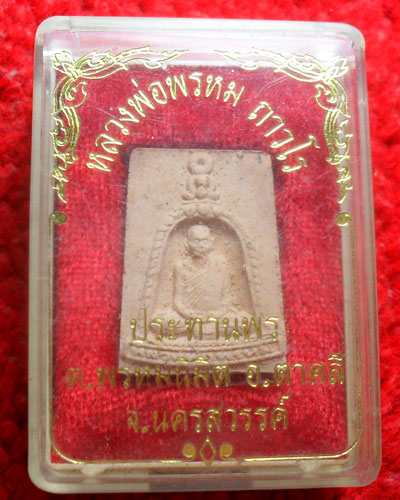 หลวงพ่อพรหม ถาวโร
ประทานพร
ต.พรหมนิมิต อ.ตาคลี
จ.นครสวรรค์